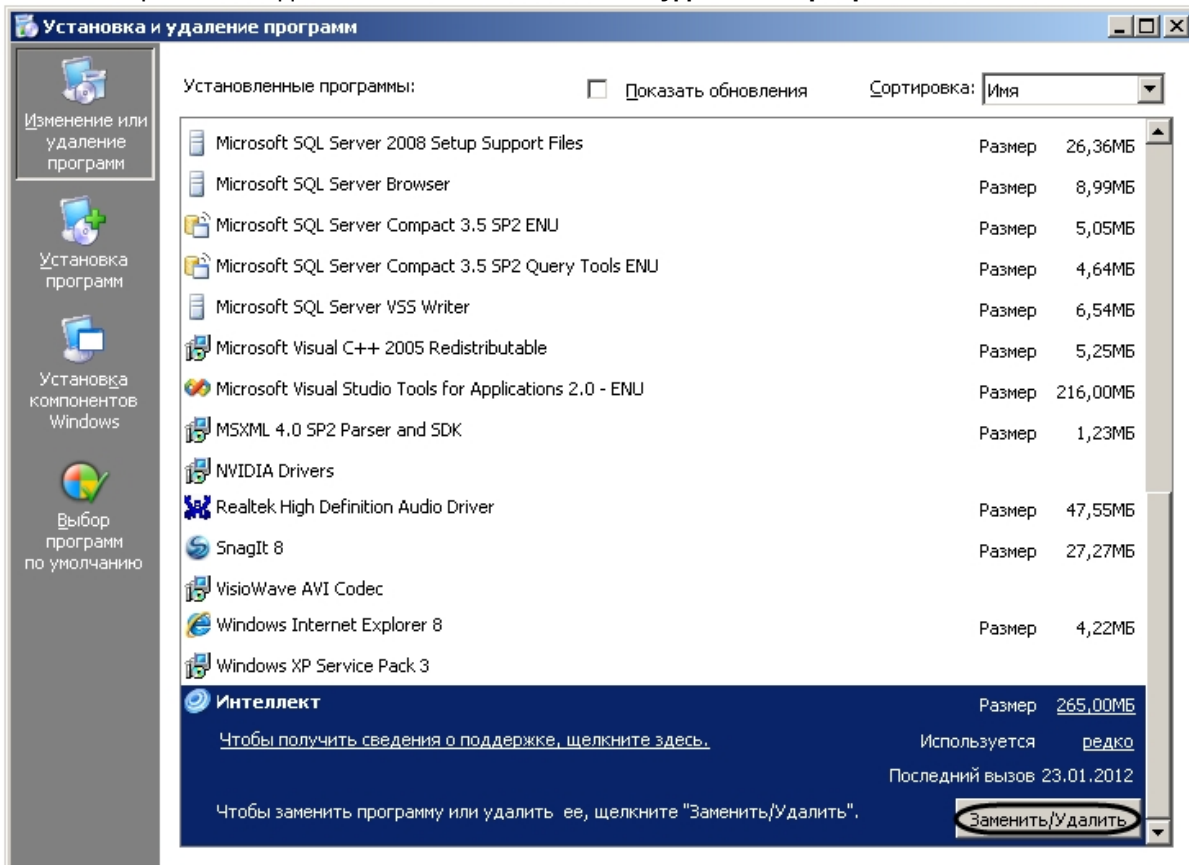 Установка и удаление программ
Изменение или
удаление
программ
Установка
программ
Установка
компонентов
Windows
Выбор
программ
по умолчанию
Установленные программы:
Показать обновления
Сортировка: Имя
Microsoft SQL Server 2008 Setup Support Files Размер 26,36МБ
Microsoft SQL Server Browser Размер 8,99МБ
Microsoft SQL Server Compact 3.5 SP2 ENU Размер 5,05МБ
Microsoft SQL Server Compact 3.5 SP2 Query Tools ENU Размер 4,64МБ
Microsoft SQL Server VSS Writer Размер 6,54МБ
Microsoft Visual C++ 2005 Redistributable Размер 5,25МБ
Microsoft Visual Studio Tools for Applications 2.0 - ENU Размер 216,00МБ
MSXML 4.0 SP2 Parser and SDK Размер 1,23МБ
NVIDIA Drivers
Realtek High Definition Audio Driver Размер 47,55МБ
SnagIt 8 Размер 27,27МБ
VisioWave AVI Codec
Windows Internet Explorer 8 Размер 4,22МБ
Windows XP Service Pack 3
Интеллект Размер 265,00МБ
Чтобы получить сведения о поддержке, щелкните здесь. Используется редко
Последний вызов 23.01.2012
Чтобы заменить программу или удалить ее, щелкните "Заменить/Удалить". Заменить/Удалить